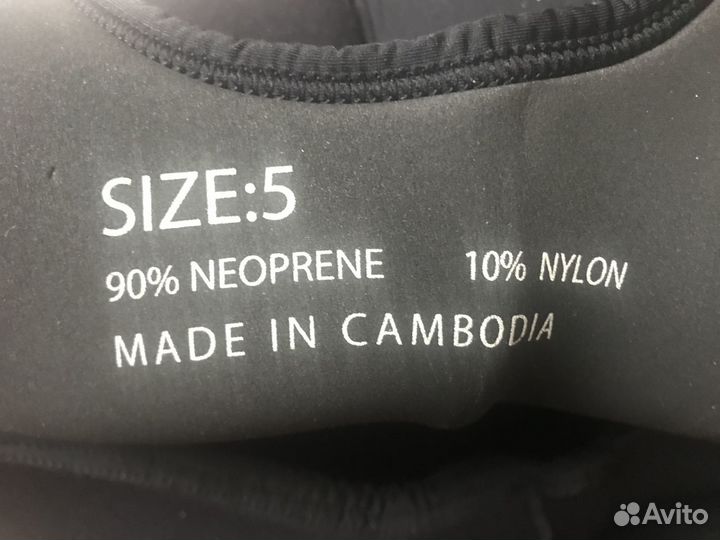 SIZE:5
90% NEOPRENE 10% NYLON
MADE IN CAMBODIA
Avito